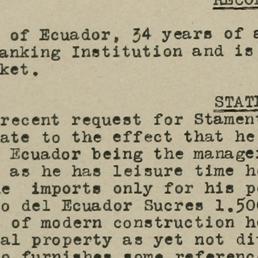 RECO
of Ecuador, 34 years of a
anking Institution and is
ket.
STAT
recent request for Stament
ate to the effect that he
Ecuador being the manage
as he has leisure time h
e imports only for his p
o del Ecuador Sucres 1.50
of modern construction h
al property as yet not di
o furnishes some referenc